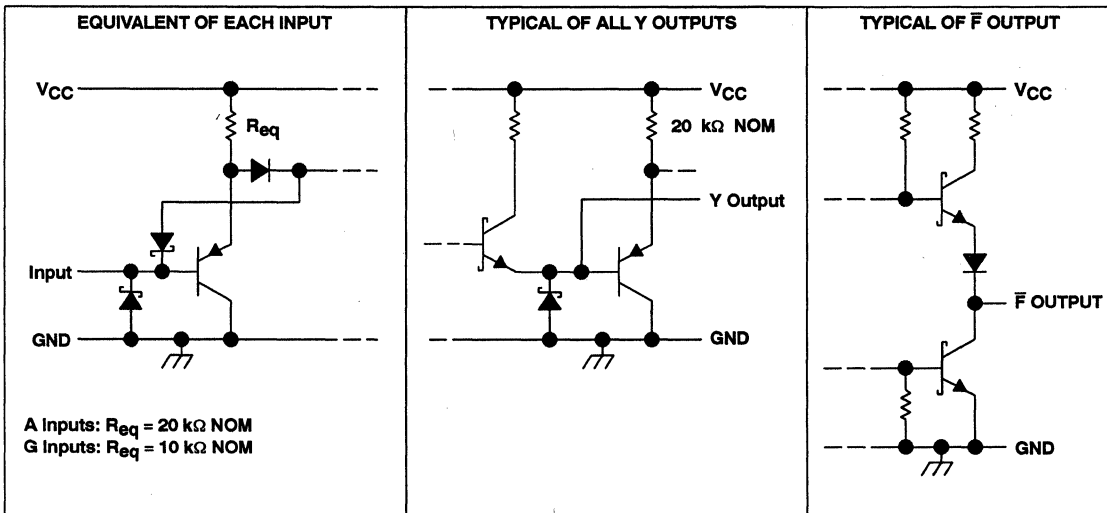 EQUIVALENT OF EACH INPUT
VCC
Req
Input
GND
A Inputs: Req = 20 kΩ NOM
G Inputs: Req = 10 kΩ NOM
TYPICAL OF ALL Y OUTPUTS
VCC
20 kΩ NOM
Y Output
GND
TYPICAL OF F̅ OUTPUT
VCC
F̅ OUTPUT
GND